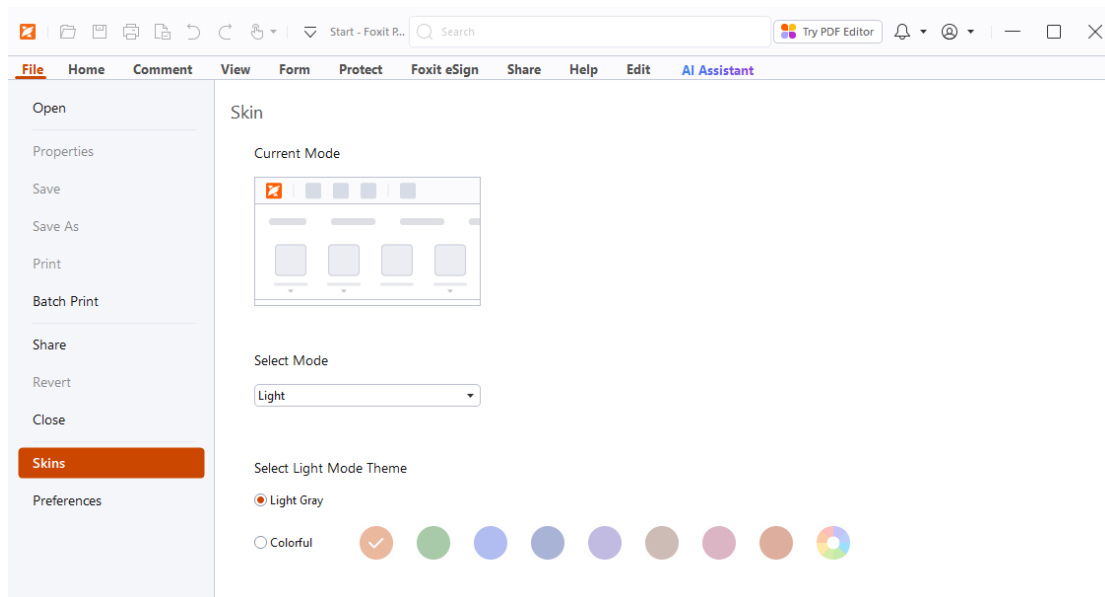 Start - Foxit P... Search Try PDF Editor
File Home Comment View Form Protect Foxit eSign Share Help Edit AI Assistant
Open
Properties
Save
Save As
Print
Batch Print
Share
Revert
Close
Skins
Preferences
Skin
Current Mode
Select Mode
Light
Select Light Mode Theme
Light Gray
Colorful